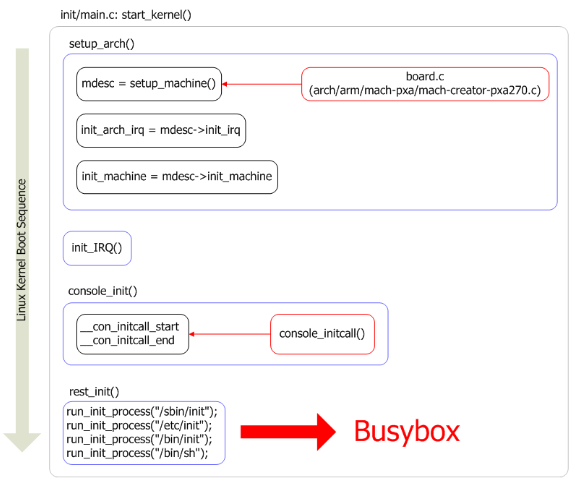 init/main.c: start_kernel()
setup_arch()
mdesc = setup_machine()
board.c
(arch/arm/mach-pxa/mach-creator-pxa270.c)
init_arch_irq = mdesc->init_irq
init_machine = mdesc->init_machine
Linux Kernel Boot Sequence
init_IRQ()
console_init()
__con_initcall_start
__con_initcall_end
console_initcall()
rest_init()
run_init_process("/sbin/init");
run_init_process("/etc/init");
run_init_process("/bin/init");
run_init_process("/bin/sh");
Busybox